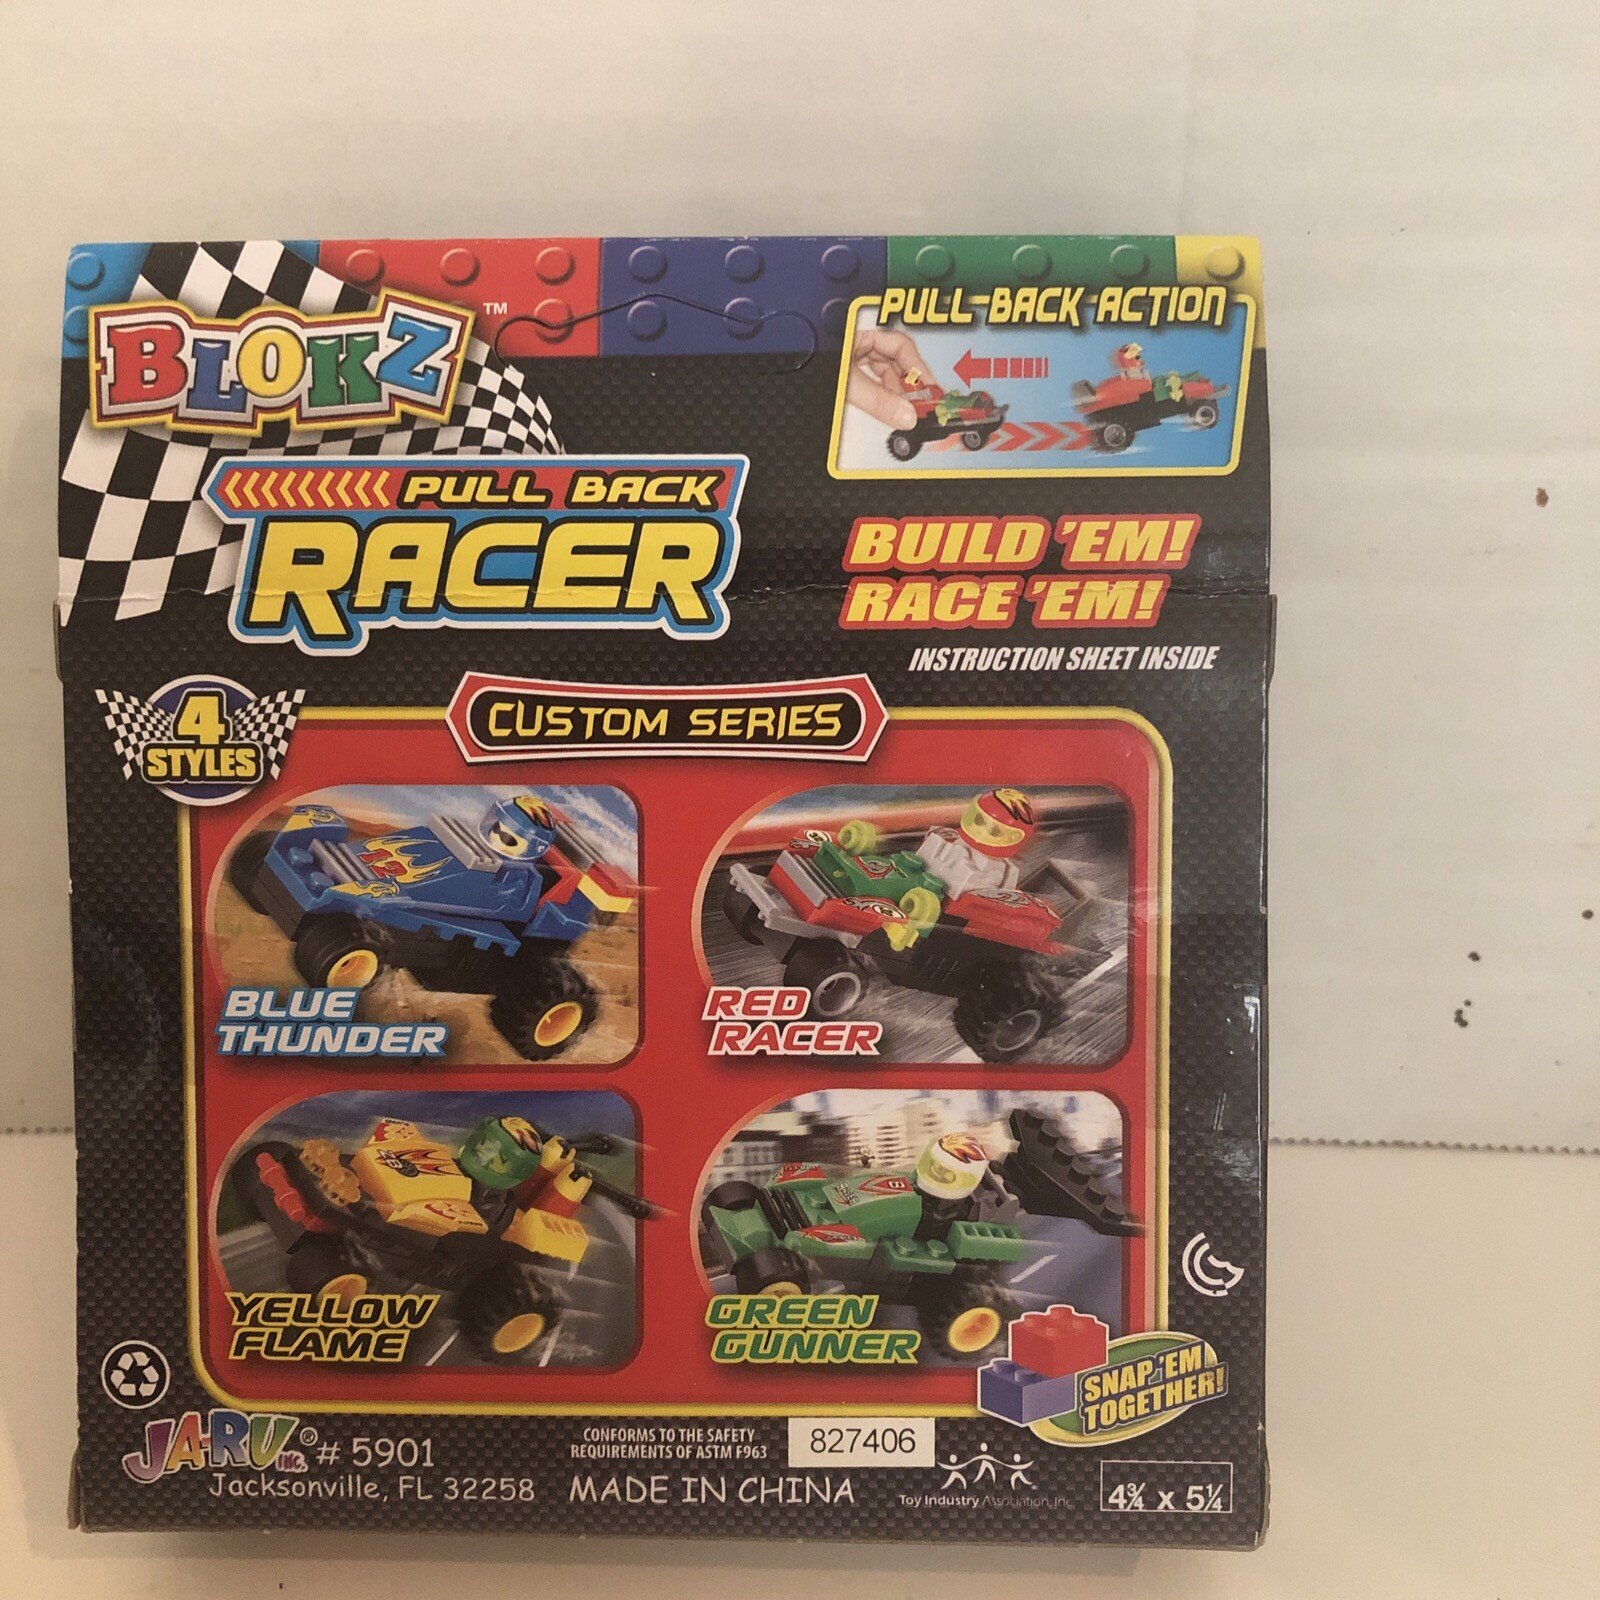 BLOKZ™
PULL-BACK ACTION
PULL BACK
RACER
BUILD 'EM!
RACE 'EM!
INSTRUCTION SHEET INSIDE
4
STYLES
CUSTOM SERIES
12
BLUE
THUNDER
RED
RACER
YELLOW
FLAME
GREEN
GUNNER
SNAP 'EM
TOGETHER!
JA-RU INC.® # 5901
Jacksonville, FL 32258
CONFORMS TO THE SAFETY
REQUIREMENTS OF ASTM F963
MADE IN CHINA
827406
Toy Industry Association, Inc.
4¾ x 5¼